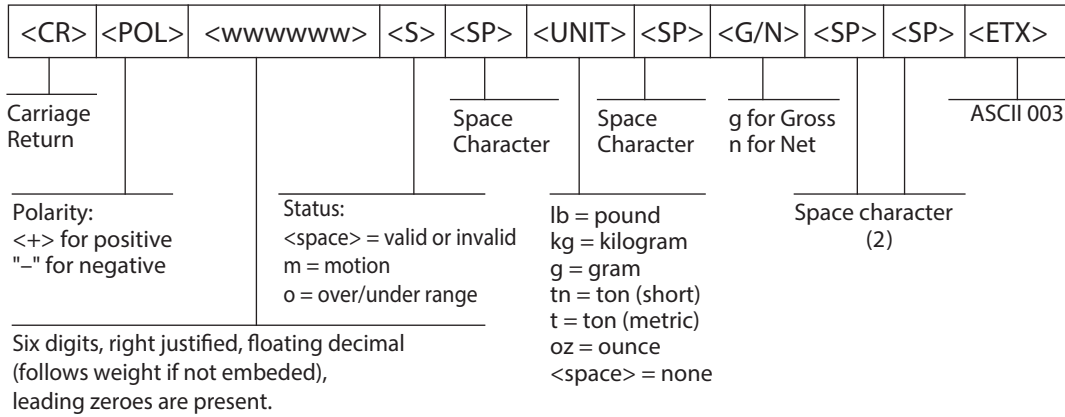 <CR> <POL> <wwwwww> <S> <SP> <UNIT> <SP> <G/N> <SP> <SP> <ETX>
Carriage
Return
Space
Character
Space
Character
g for Gross
n for Net
ASCII 003
Polarity:
<+> for positive
"–" for negative
Status:
<space> = valid or invalid
m = motion
o = over/under range
lb = pound
kg = kilogram
g = gram
tn = ton (short)
t = ton (metric)
oz = ounce
<space> = none
Space character
(2)
Six digits, right justified, floating decimal
(follows weight if not embeded),
leading zeroes are present.